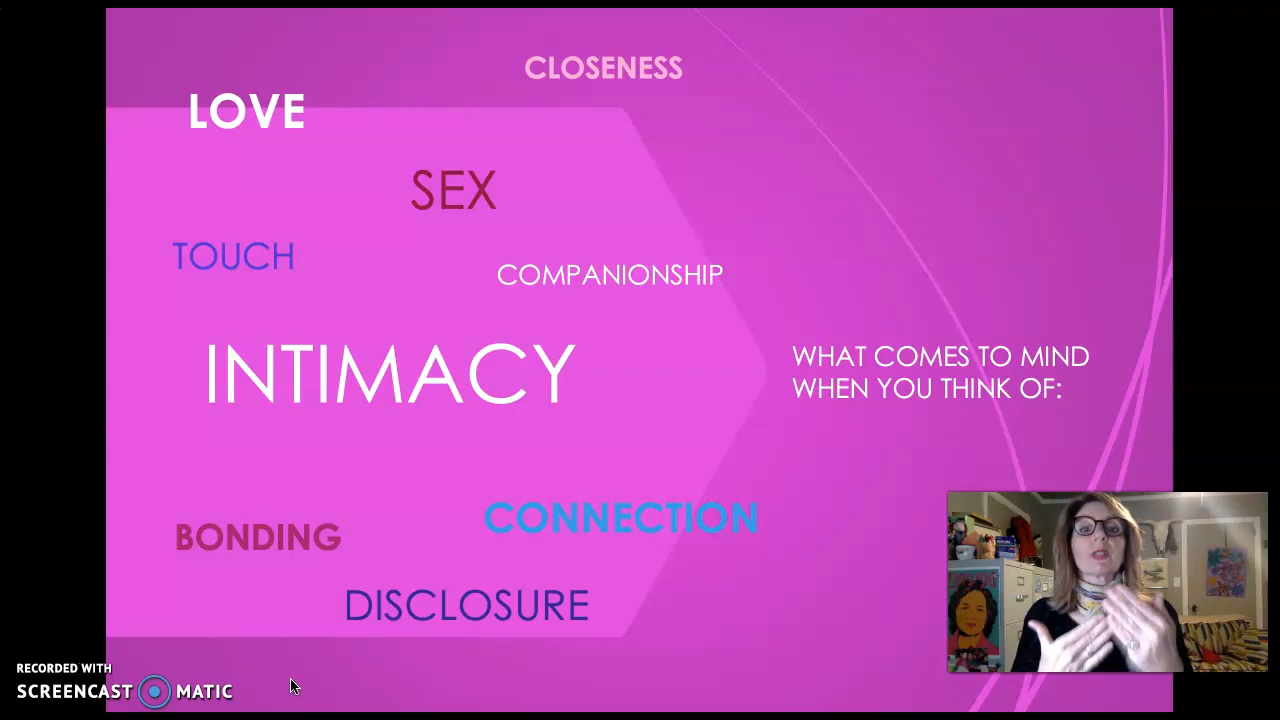 CLOSENESS
LOVE
SEX
TOUCH
COMPANIONSHIP
INTIMACY
WHAT COMES TO MIND
WHEN YOU THINK OF:
CONNECTION
BONDING
DISCLOSURE
RECORDED WITH
SCREENCAST MATIC